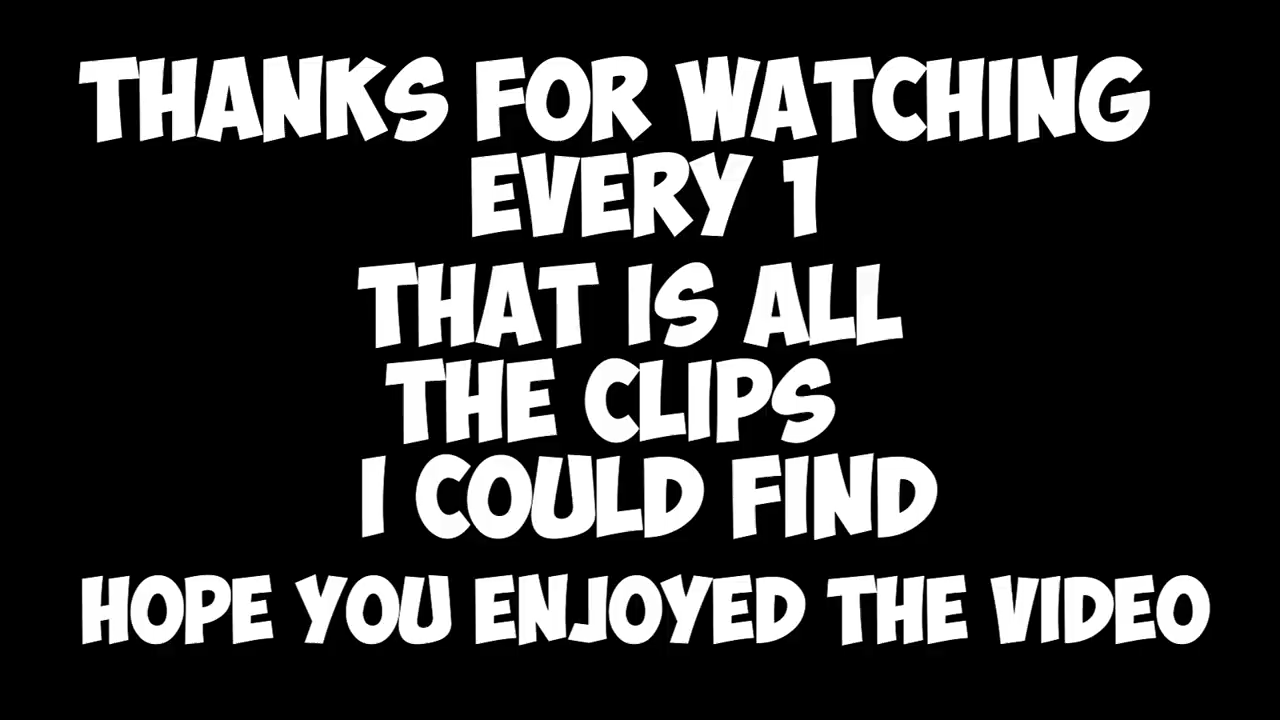 THANKS FOR WATCHING
EVERY 1
THAT IS ALL
THE CLIPS
I COULD FIND
HOPE YOU ENJOYED THE VIDEO